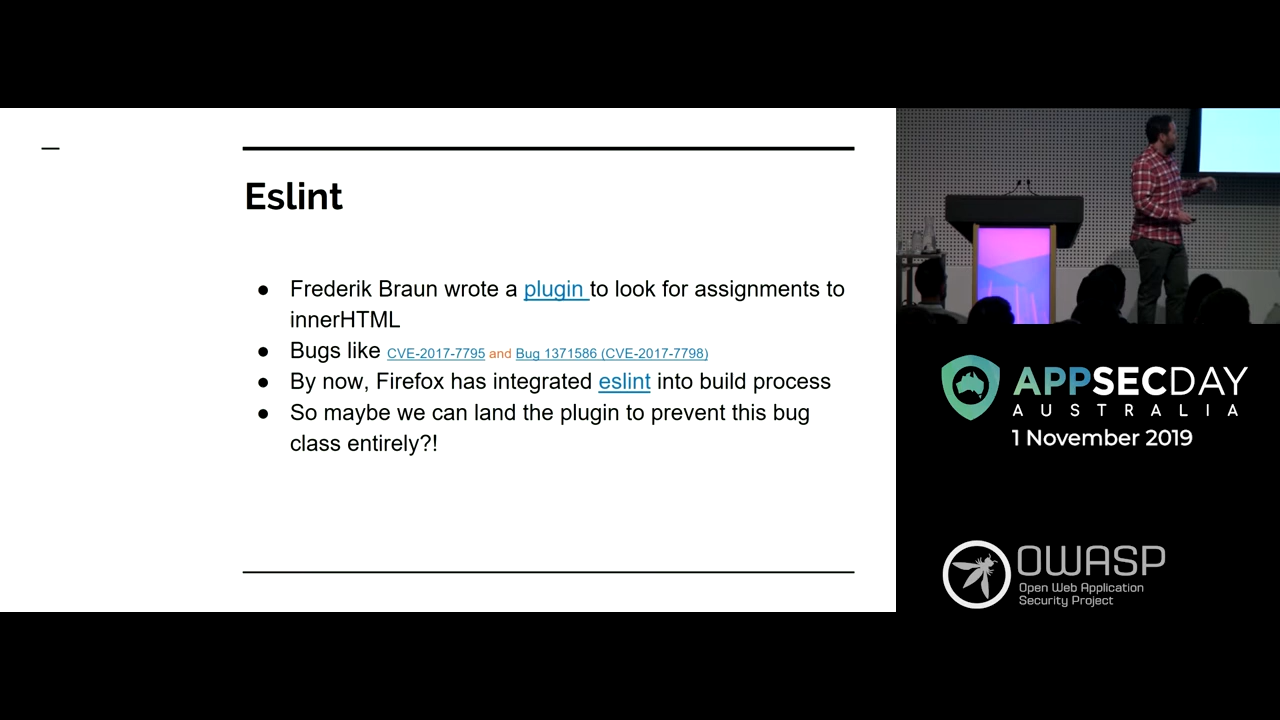 Eslint
● Frederik Braun wrote a plugin to look for assignments to
innerHTML
● Bugs like CVE-2017-7795 and Bug 1371586 (CVE-2017-7798)
● By now, Firefox has integrated eslint into build process
● So maybe we can land the plugin to prevent this bug
class entirely?!
APPSECDAY
AUSTRALIA
1 November 2019
OWASP
Open Web Application
Security Project